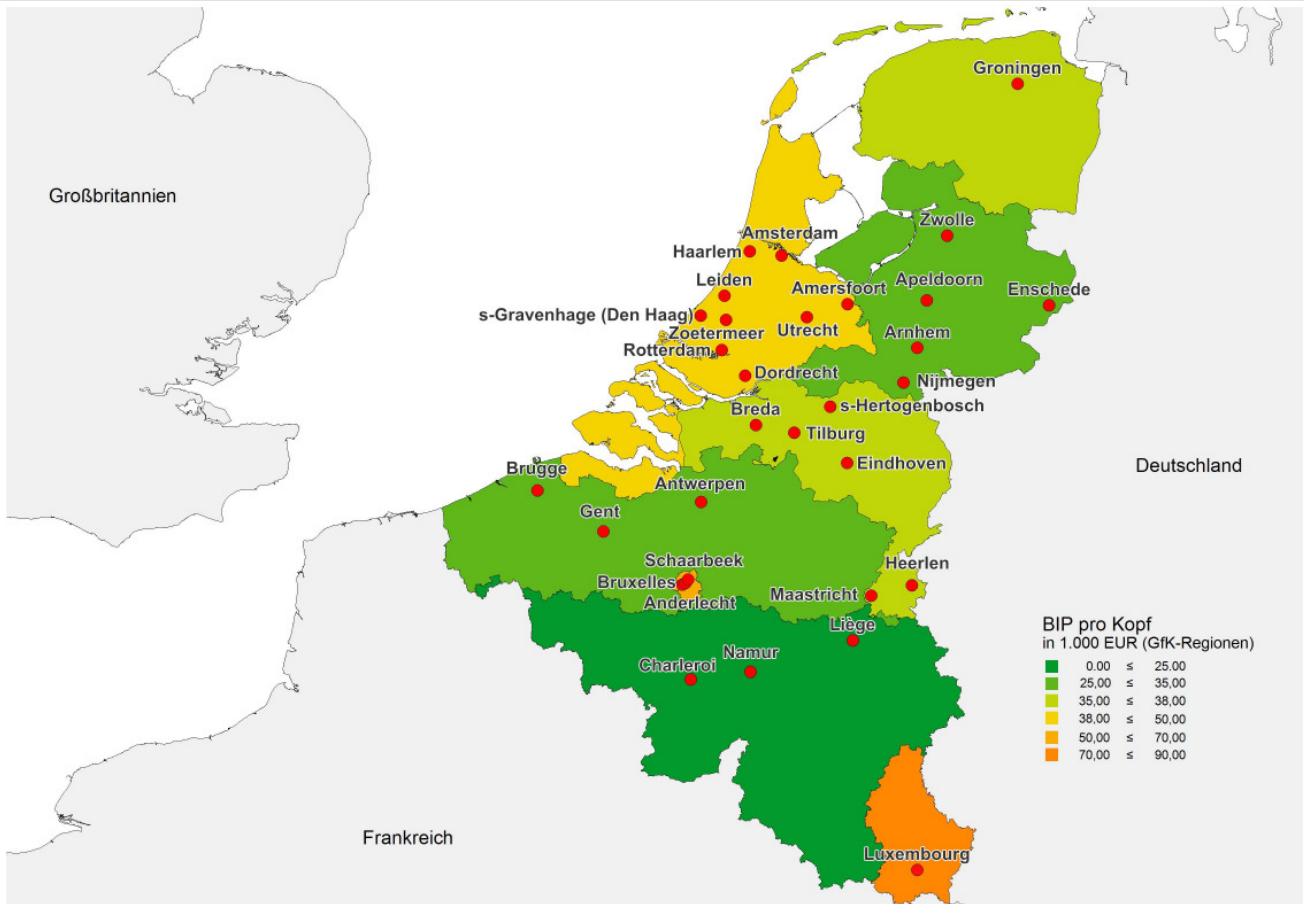 Groningen
Großbritannien
Zwolle
Amsterdam
Haarlem
Leiden
Amersfoort
Apeldoorn
Enschede
s-Gravenhage (Den Haag)
Zoetermeer
Utrecht
Arnhem
Rotterdam
Dordrecht
Nijmegen
s-Hertogenbosch
Breda
Tilburg
Eindhoven
Deutschland
Brugge
Antwerpen
Gent
Schaarbeek
Bruxelles
Anderlecht
Maastricht
Heerlen
Liège
Namur
Charleroi
BIP pro Kopf
in 1.000 EUR (GfK-Regionen)
0.00 ≤ 25.00
25,00 ≤ 35,00
35,00 ≤ 38,00
38,00 ≤ 50,00
50,00 ≤ 70,00
70,00 ≤ 90,00
Frankreich
Luxembourg